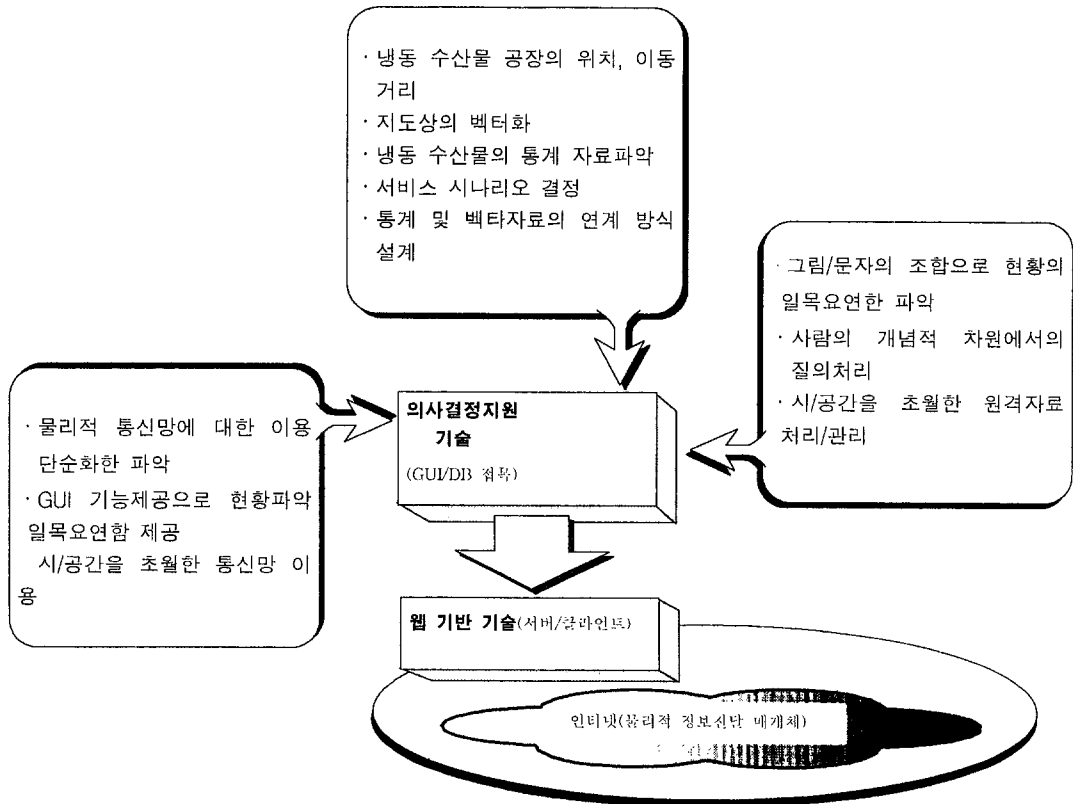 · 냉동 수산물 공장의 위치, 이동
거리
· 지도상의 벡터화
· 냉동 수산물의 통계 자료파악
· 서비스 시나리오 결정
· 통계 및 벡타자료의 연계 방식
설계
· 그림/문자의 조합으로 현황의
일목요연한 파악
· 사람의 개념적 차원에서의
질의처리
· 시/공간을 초월한 원격자료
처리/관리
· 물리적 통신망에 대한 이용
단순화한 파악
· GUI 기능제공으로 현황파악
일목요연함 제공
시/공간을 초월한 통신망 이
용
의사결정지원
기술
(GUI/DB 접목)
웹 기반 기술(서버/클라인트)
인터넷(물리적 정보전달 매개체)